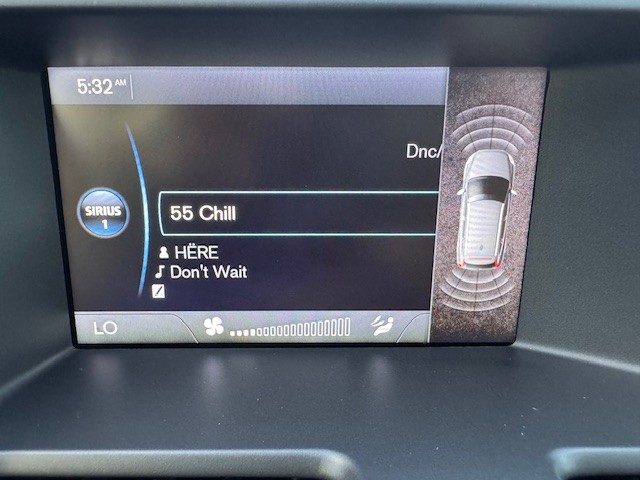 5:32 AM
Dnc/
SIRIUS
1
55 Chill
HËRE
Don't Wait
LO